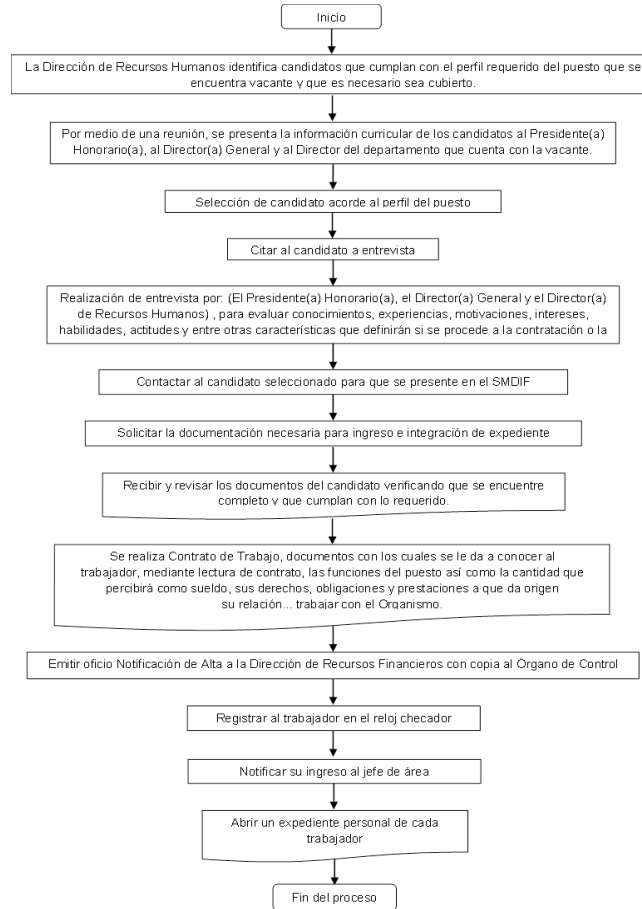 Inicio
La Dirección de Recursos Humanos identifica candidatos que cumplan con el perfil requerido del puesto que se
encuentra vacante y que es necesario sea cubierto.
Por medio de una reunión, se presenta la información curricular de los candidatos al Presidente(a)
Honorario(a), al Director(a) General y al Director del departamento que cuenta con la vacante.
Selección de candidato acorde al perfil del puesto
Citar al candidato a entrevista
Realización de entrevista por: (El Presidente(a) Honorario(a), el Director(a) General y el Director(a)
de Recursos Humanos) , para evaluar conocimientos, experiencias, motivaciones, intereses,
habilidades, actitudes y entre otras características que definirán si se procede a la contratación o la
Contactar al candidato seleccionado para que se presente en el SMDIF
Solicitar la documentación necesaria para ingreso e integración de expediente
Recibir y revisar los documentos del candidato verificando que se encuentre
completo y que cumplan con lo requerido.
Se realiza Contrato de Trabajo, documentos con los cuales se le da a conocer al
trabajador, mediante lectura de contrato, las funciones del puesto así como la cantidad que
percibirá como sueldo, sus derechos, obligaciones y prestaciones a que da origen
su relación... trabajar con el Organismo.
Emitir oficio Notificación de Alta a la Dirección de Recursos Financieros con copia al Órgano de Control
Registrar al trabajador en el reloj checador
Notificar su ingreso al jefe de área
Abrir un expediente personal de cada
trabajador
Fin del proceso